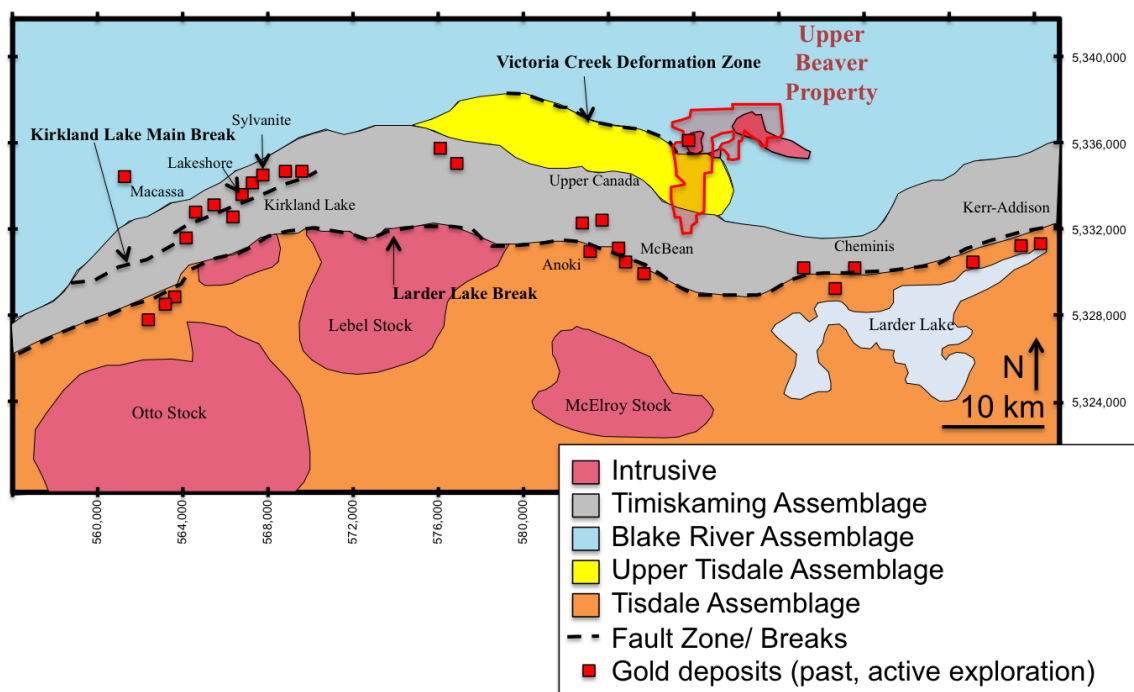 Upper
Beaver
Property
Victoria Creek Deformation Zone
5,340,000
Sylvanite
Kirkland Lake Main Break
5,336,000
Lakeshore
Macassa
Upper Canada
Kirkland Lake
Kerr-Addison
5,332,000
McBean
Cheminis
Anoki
Larder Lake Break
5,328,000
Lebel Stock
Larder Lake
N
Otto Stock
McElroy Stock
10 km
5,324,000
560,000
564,000
568,000
572,000
576,000
580,000
Intrusive
Timiskaming Assemblage
Blake River Assemblage
Upper Tisdale Assemblage
Tisdale Assemblage
Fault Zone/ Breaks
Gold deposits (past, active exploration)